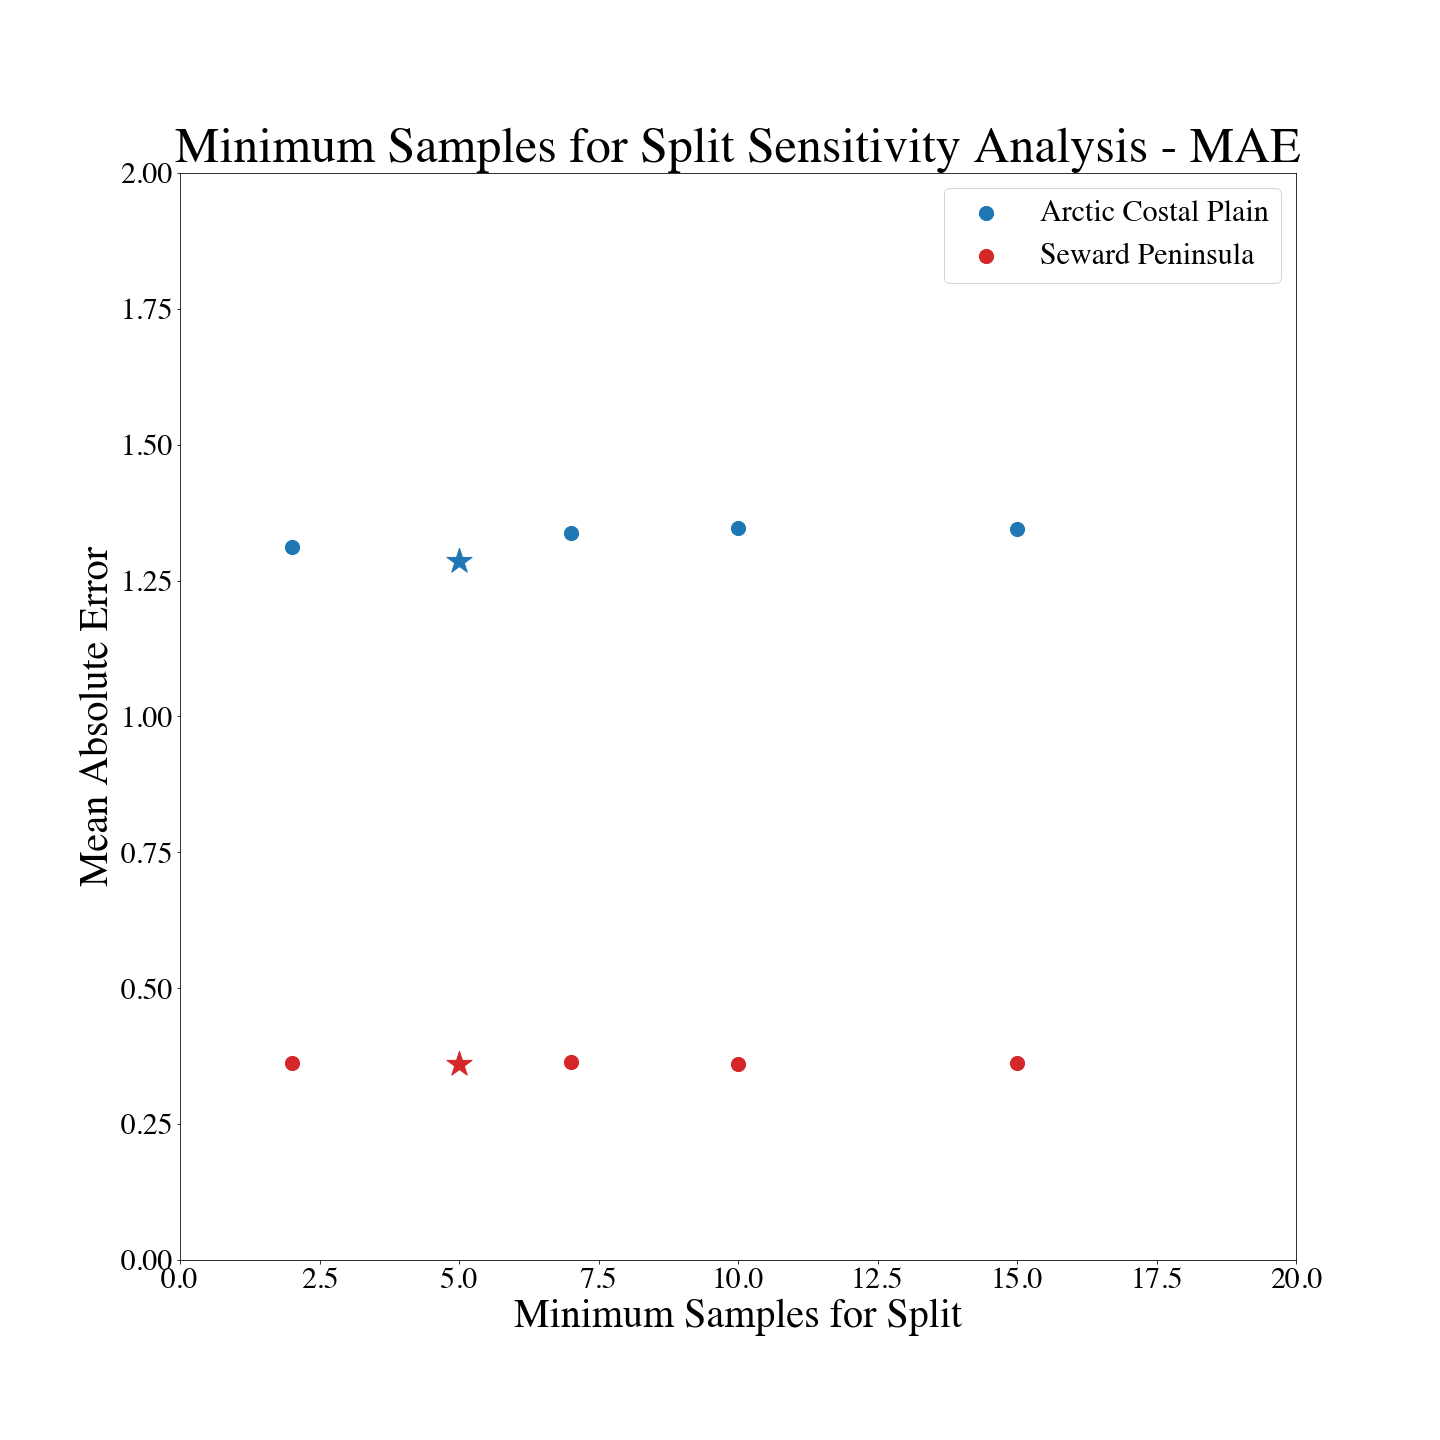 Minimum Samples for Split Sensitivity Analysis - MAE
Arctic Costal Plain
Seward Peninsula
2.00
1.75
1.50
1.25
1.00
0.75
0.50
0.25
0.00
Mean Absolute Error
0.0 2.5 5.0 7.5 10.0 12.5 15.0 17.5 20.0
Minimum Samples for Split